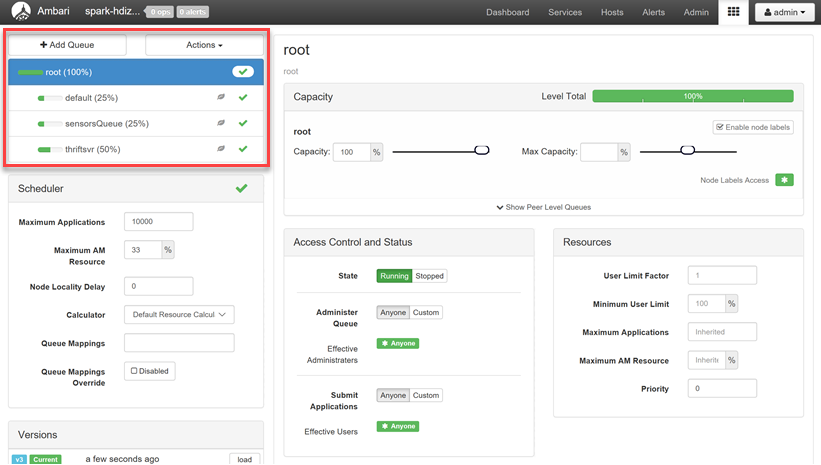 Ambari spark-hdiz... 0 ops 0 alerts Dashboard Services Hosts Alerts Admin admin
Add Queue Actions
root (100%)
default (25%)
sensorsQueue (25%)
thriftsvr (50%)
Scheduler
Maximum Applications 10000
Maximum AM Resource 33 %
Node Locality Delay 0
Calculator Default Resource Calcul
Queue Mappings
Queue Mappings Override Disabled
Versions
v3 Current a few seconds ago load
root
root
Capacity Level Total 100%
root Enable node labels
Capacity: 100 % Max Capacity: %
Node Labels Access
Show Peer Level Queues
Access Control and Status
State Running Stopped
Administer Queue Anyone Custom
Effective Administraters Anyone
Submit Applications Anyone Custom
Effective Users Anyone
Resources
User Limit Factor 1
Minimum User Limit 100 %
Maximum Applications Inherited
Maximum AM Resource Inherite %
Priority 0